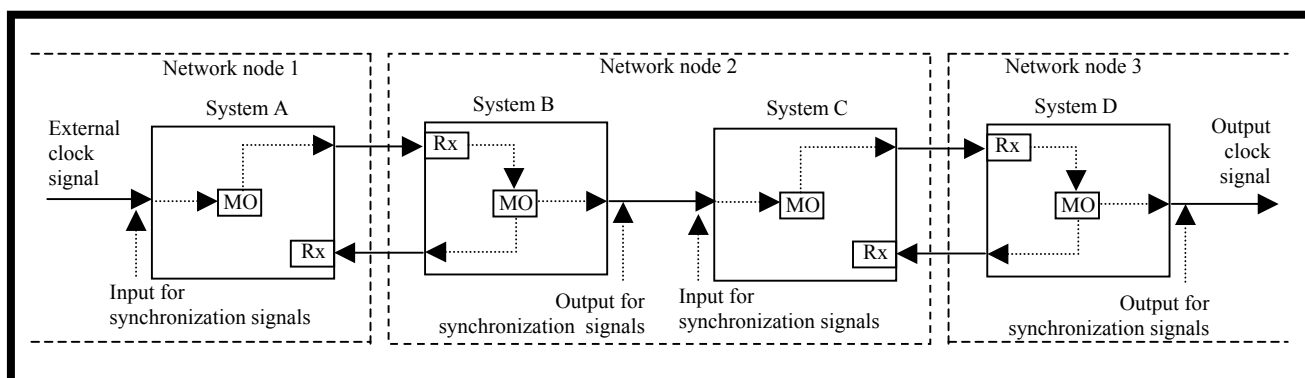 Network node 1
Network node 2
Network node 3
System A
System B
System C
System D
External
clock
signal
Output
clock
signal
Rx
Rx
MO
MO
MO
MO
Rx
Rx
Input for
synchronization signals
Output for
synchronization signals
Input for
synchronization signals
Output for
synchronization signals